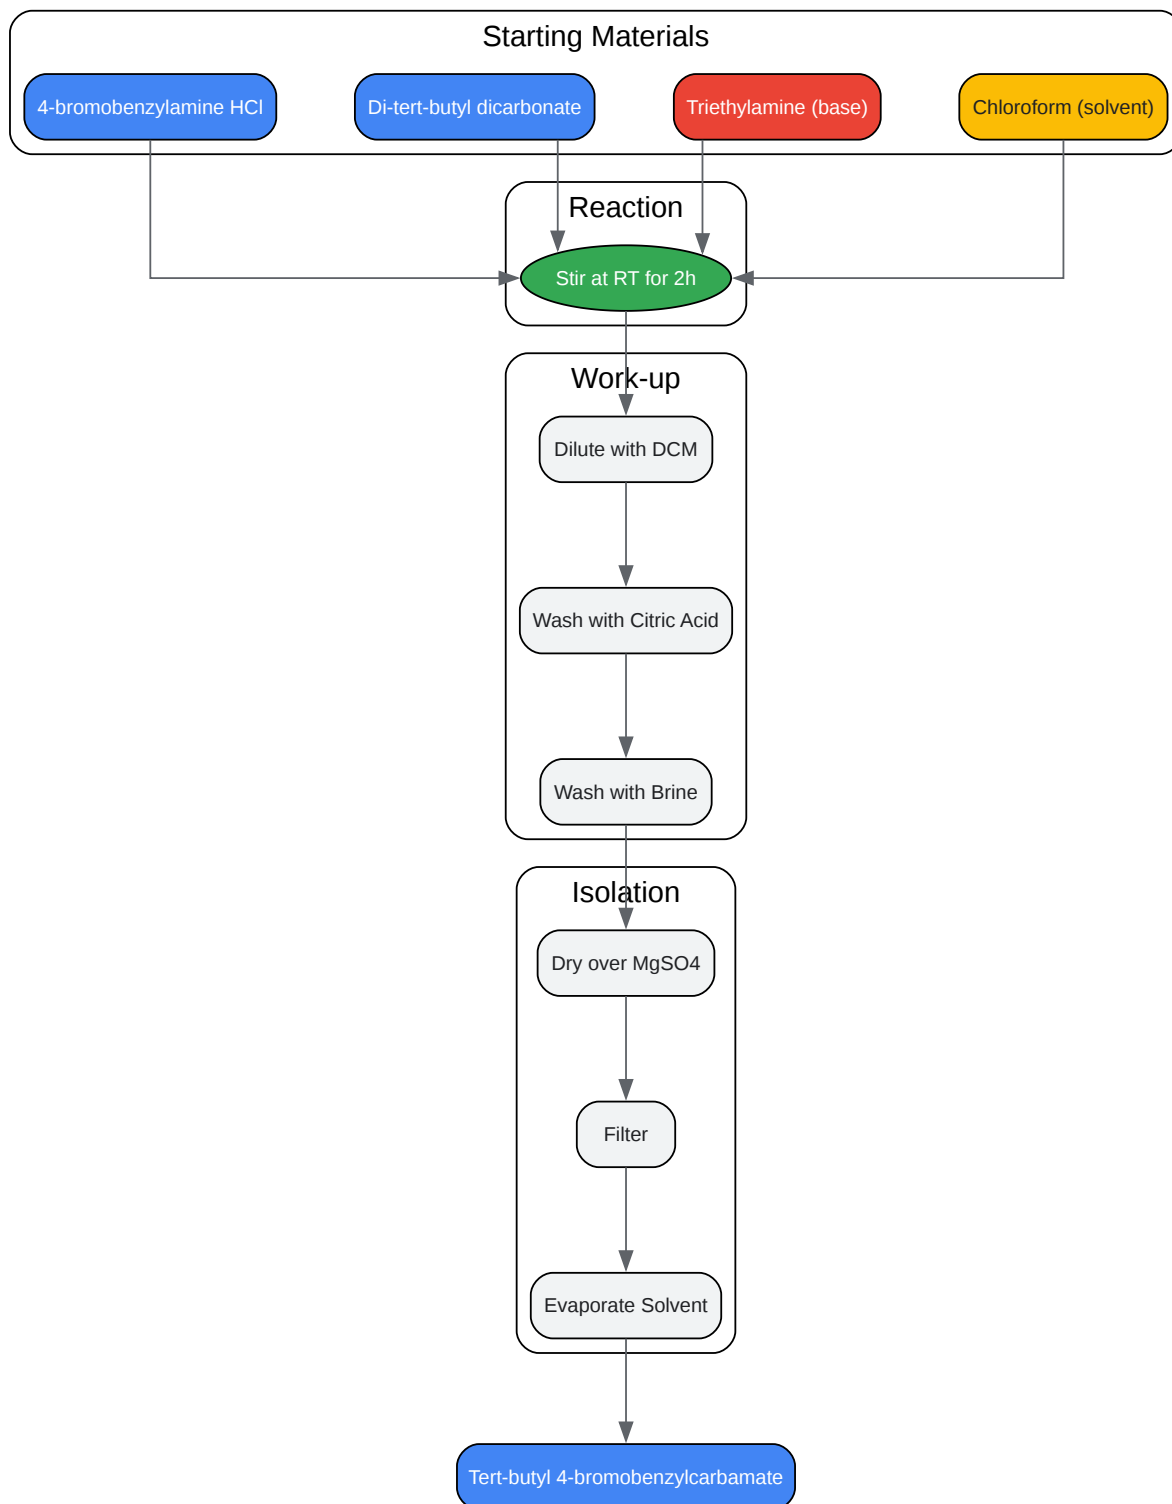 Starting Materials
4-bromobenzylamine HCl
Di-tert-butyl dicarbonate
Triethylamine (base)
Chloroform (solvent)
Reaction
Stir at RT for 2h
Work-up
Dilute with DCM
Wash with Citric Acid
Wash with Brine
Isolation
Dry over MgSO4
Filter
Evaporate Solvent
Tert-butyl 4-bromobenzylcarbamate